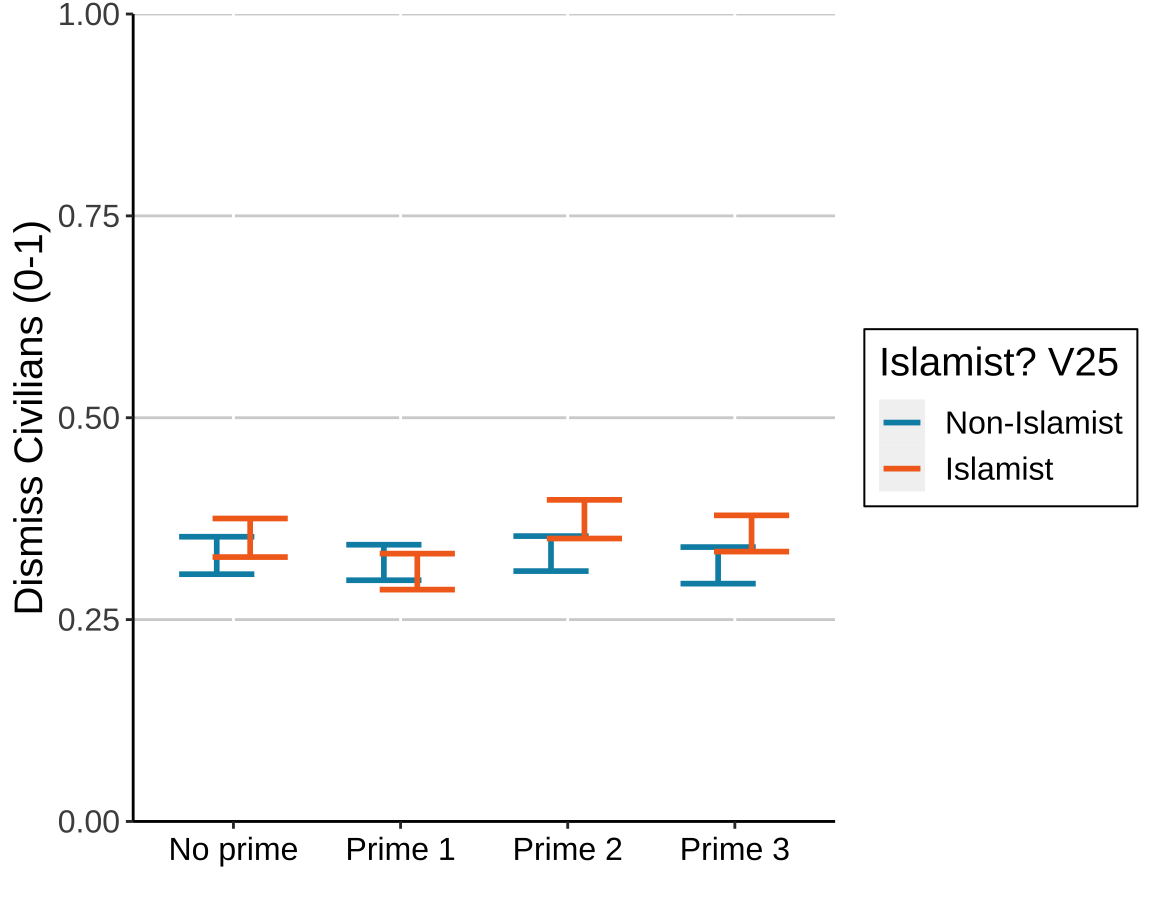 1.00
0.75
0.50
0.25
0.00
Dismiss Civilians (0-1)
No prime
Prime 1
Prime 2
Prime 3
Islamist? V25
Non-Islamist
Islamist